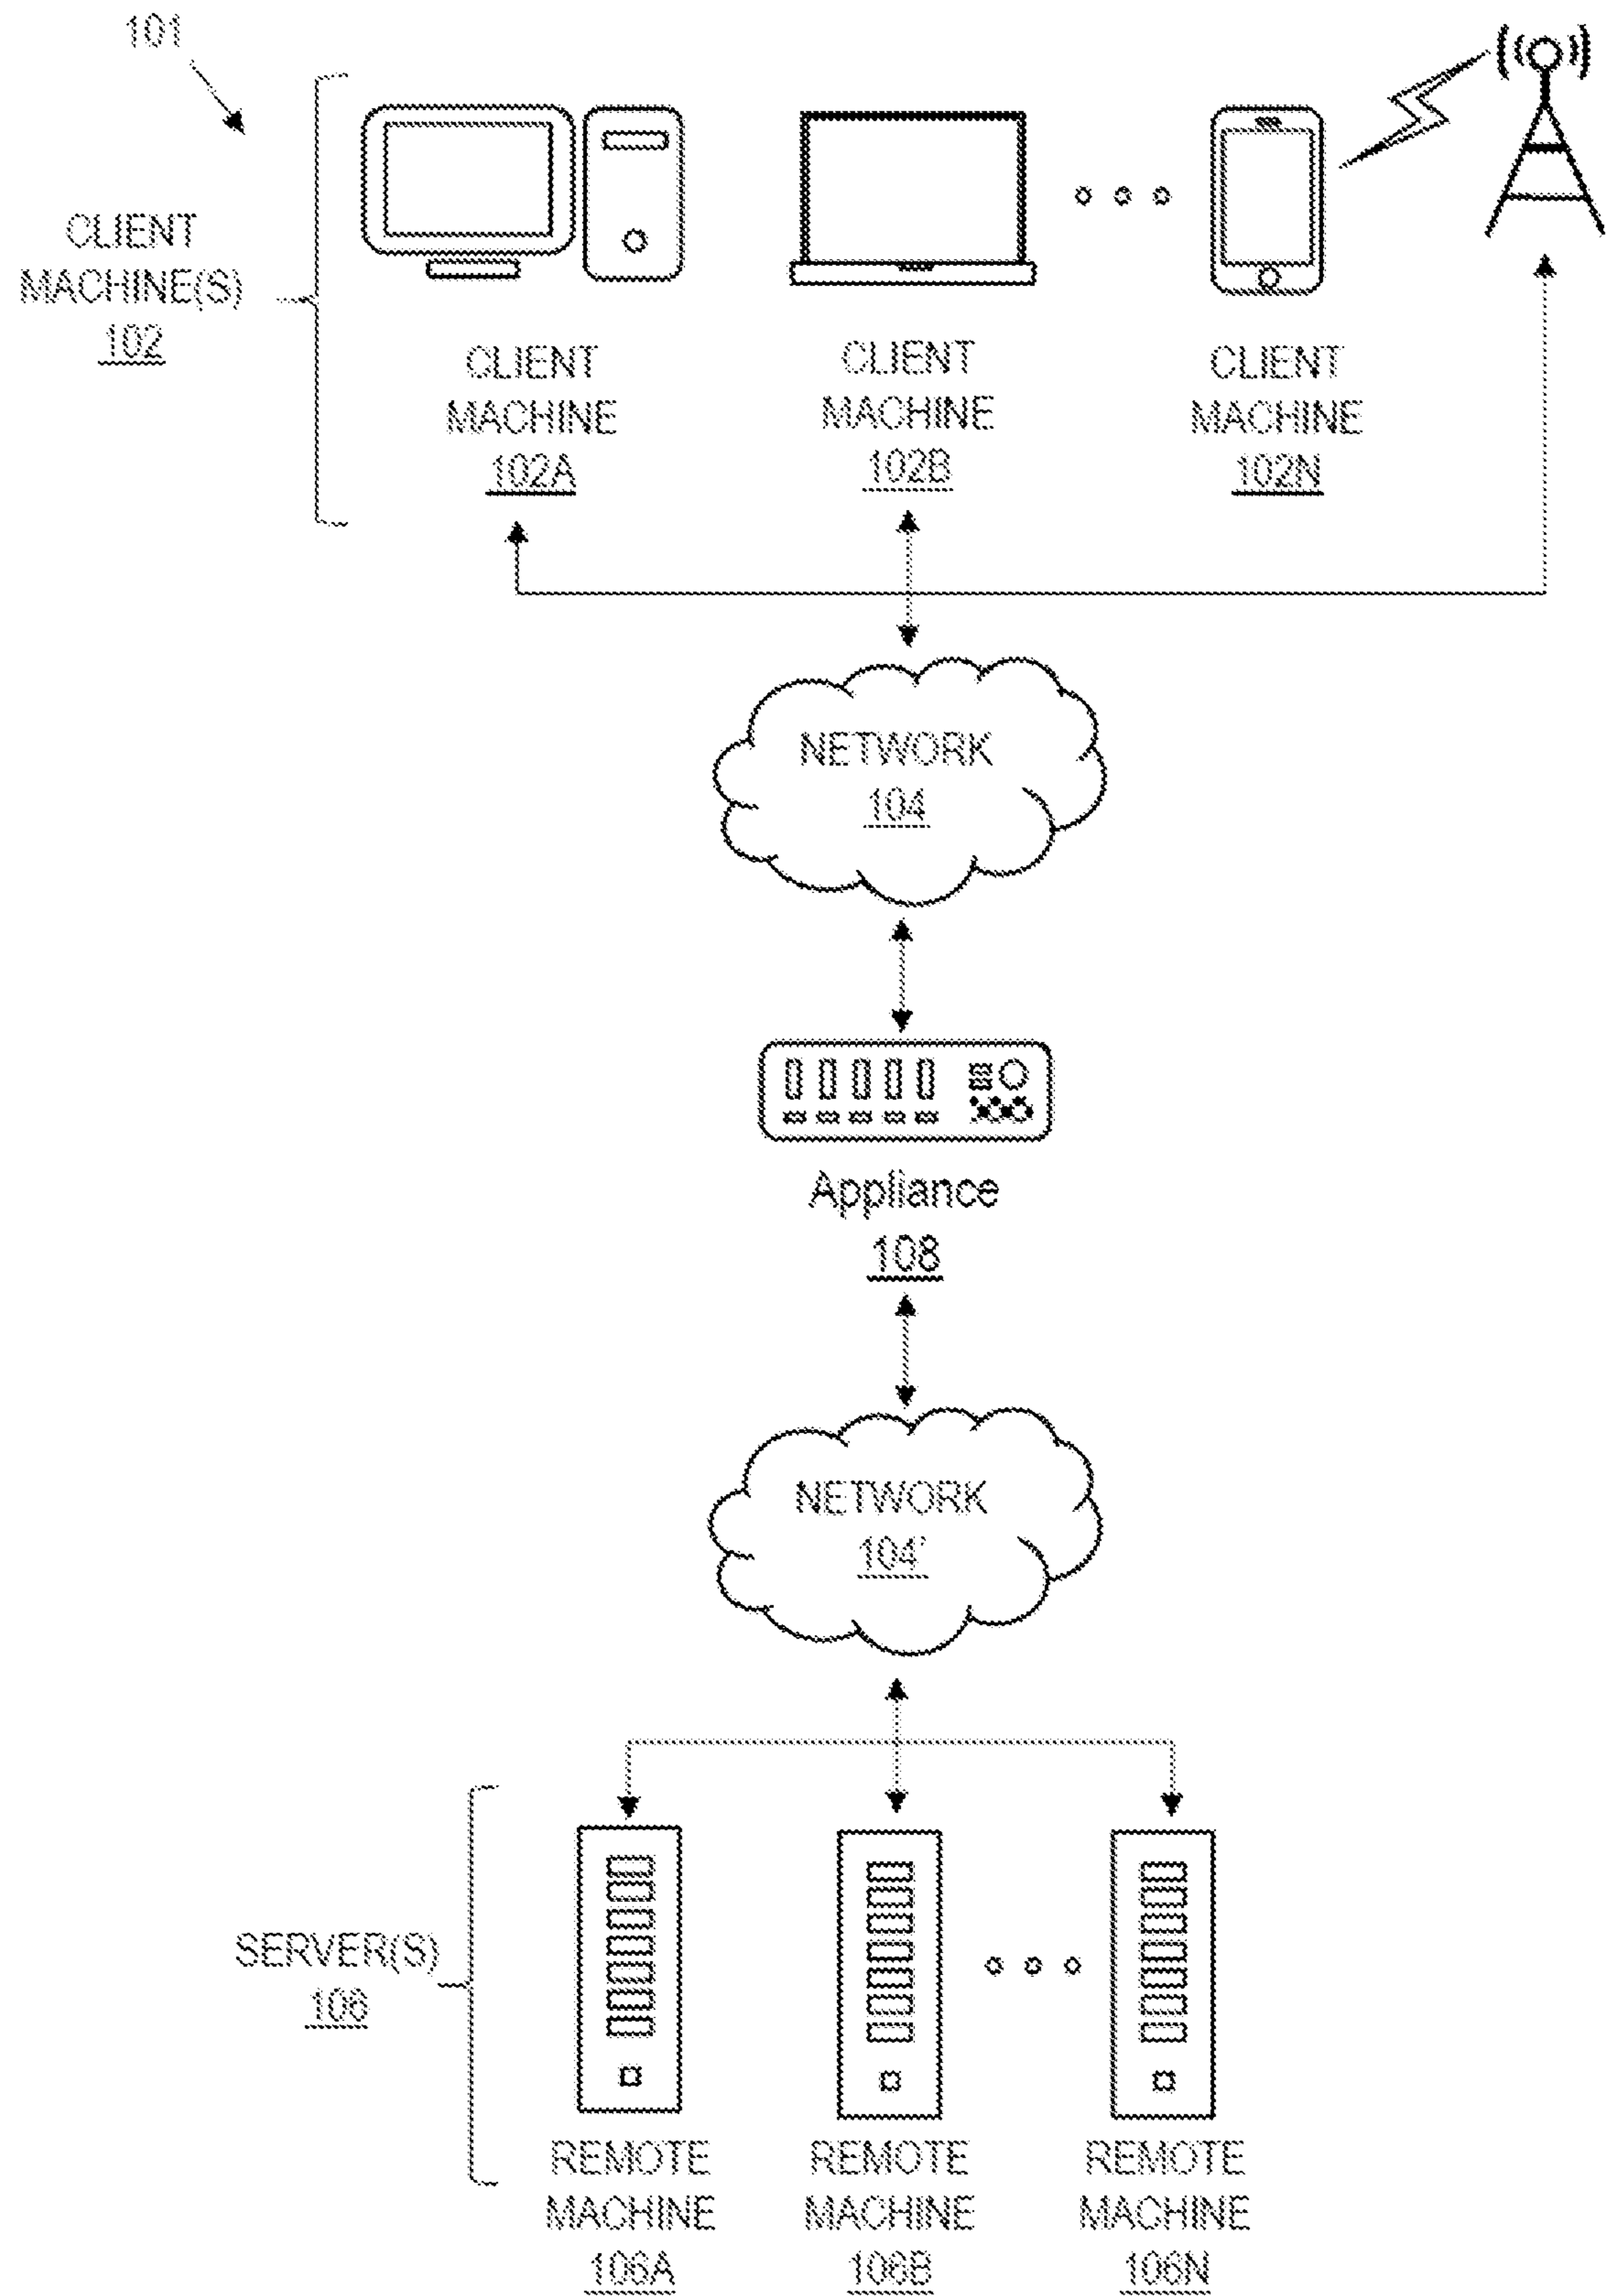 101
CLIENT
MACHINE(S)
102
CLIENT
MACHINE
102A
CLIENT
MACHINE
102B
CLIENT
MACHINE
102N
NETWORK
104
Appliance
108
NETWORK
104'
SERVER(S)
106
REMOTE
MACHINE
106A
REMOTE
MACHINE
106B
REMOTE
MACHINE
106N